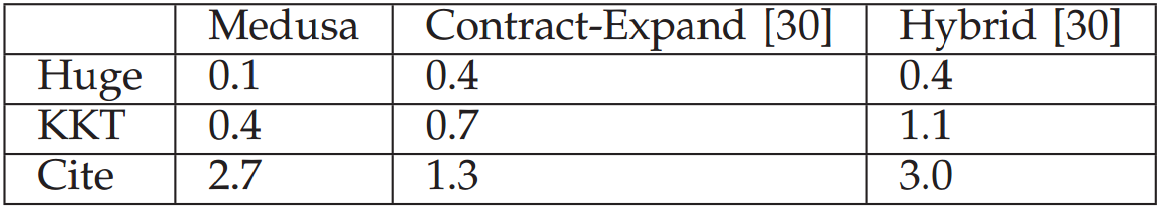 Medusa Contract-Expand [30] Hybrid [30]
Huge 0.1 0.4 0.4
KKT 0.4 0.7 1.1
Cite 2.7 1.3 3.0